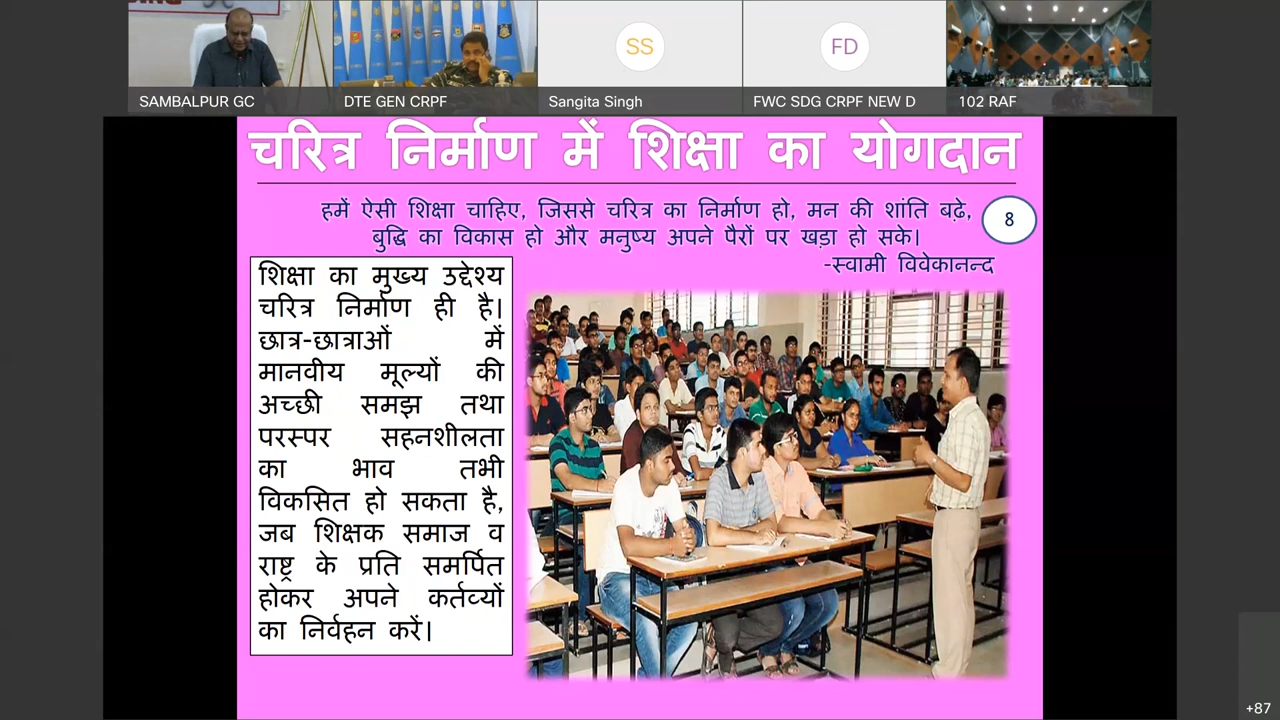 SAMBALPUR GC
DTE GEN CRPF
SS
Sangita Singh
FD
FWC SDG CRPF NEW D
102 RAF
चरित्र निर्माण में शिक्षा का योगदान
हमें ऐसी शिक्षा चाहिए, जिससे चरित्र का निर्माण हो, मन की शांति बढ़े,
बुद्धि का विकास हो और मनुष्य अपने पैरों पर खड़ा हो सके।
-स्वामी विवेकानन्द
8
शिक्षा का मुख्य उद्देश्य
चरित्र निर्माण ही है।
छात्र-छात्राओं में
मानवीय मूल्यों की
अच्छी समझ तथा
परस्पर सहनशीलता
का भाव तभी
विकसित हो सकता है,
जब शिक्षक समाज व
राष्ट्र के प्रति समर्पित
होकर अपने कर्तव्यों
का निर्वहन करें।
+87